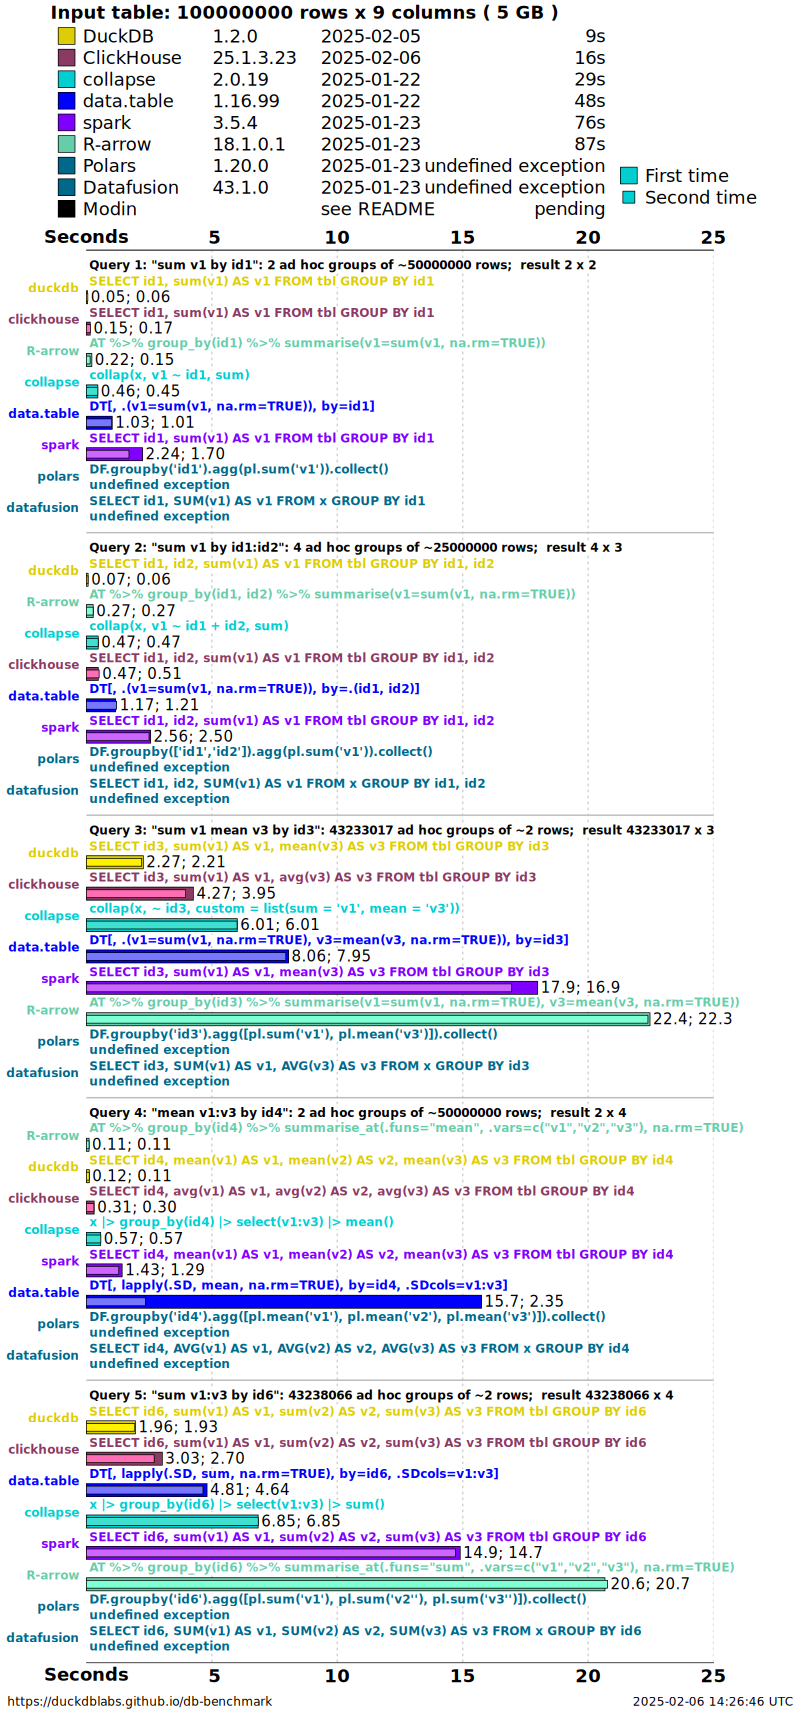 Input table: 100000000 rows x 9 columns ( 5 GB )
DuckDB 1.2.0 2025-02-05 9s
ClickHouse 25.1.3.23 2025-02-06 16s
collapse 2.0.19 2025-01-22 29s
data.table 1.16.99 2025-01-22 48s
spark 3.5.4 2025-01-23 76s
R-arrow 18.1.0.1 2025-01-23 87s
Polars 1.20.0 2025-01-23 undefined exception
Datafusion 43.1.0 2025-01-23 undefined exception
Modin see README pending
First time
Second time
Seconds 5 10 15 20 25
Query 1: "sum v1 by id1": 2 ad hoc groups of ~50000000 rows; result 2 x 2
SELECT id1, sum(v1) AS v1 FROM tbl GROUP BY id1
duckdb
0.05; 0.06
SELECT id1, sum(v1) AS v1 FROM tbl GROUP BY id1
clickhouse
0.15; 0.17
AT %>% group_by(id1) %>% summarise(v1=sum(v1, na.rm=TRUE))
R-arrow
0.22; 0.15
collap(x, v1 ~ id1, sum)
collapse
0.46; 0.45
DT[, .(v1=sum(v1, na.rm=TRUE)), by=id1]
data.table
1.03; 1.01
SELECT id1, sum(v1) AS v1 FROM tbl GROUP BY id1
spark
2.24; 1.70
DF.groupby('id1').agg(pl.sum('v1')).collect()
polars
undefined exception
SELECT id1, SUM(v1) AS v1 FROM x GROUP BY id1
datafusion
undefined exception
Query 2: "sum v1 by id1:id2": 4 ad hoc groups of ~25000000 rows; result 4 x 3
SELECT id1, id2, sum(v1) AS v1 FROM tbl GROUP BY id1, id2
duckdb
0.07; 0.06
AT %>% group_by(id1, id2) %>% summarise(v1=sum(v1, na.rm=TRUE))
R-arrow
0.27; 0.27
collap(x, v1 ~ id1 + id2, sum)
collapse
0.47; 0.47
SELECT id1, id2, sum(v1) AS v1 FROM tbl GROUP BY id1, id2
clickhouse
0.47; 0.51
DT[, .(v1=sum(v1, na.rm=TRUE)), by=.(id1, id2)]
data.table
1.17; 1.21
SELECT id1, id2, sum(v1) AS v1 FROM tbl GROUP BY id1, id2
spark
2.56; 2.50
DF.groupby(['id1','id2']).agg(pl.sum('v1')).collect()
polars
undefined exception
SELECT id1, id2, SUM(v1) AS v1 FROM x GROUP BY id1, id2
datafusion
undefined exception
Query 3: "sum v1 mean v3 by id3": 43233017 ad hoc groups of ~2 rows; result 43233017 x 3
SELECT id3, sum(v1) AS v1, mean(v3) AS v3 FROM tbl GROUP BY id3
duckdb
2.27; 2.21
SELECT id3, sum(v1) AS v1, avg(v3) AS v3 FROM tbl GROUP BY id3
clickhouse
4.27; 3.95
collap(x, ~ id3, custom = list(sum = 'v1', mean = 'v3'))
collapse
6.01; 6.01
DT[, .(v1=sum(v1, na.rm=TRUE), v3=mean(v3, na.rm=TRUE)), by=id3]
data.table
8.06; 7.95
SELECT id3, sum(v1) AS v1, mean(v3) AS v3 FROM tbl GROUP BY id3
spark
17.9; 16.9
AT %>% group_by(id3) %>% summarise(v1=sum(v1, na.rm=TRUE), v3=mean(v3, na.rm=TRUE))
R-arrow
22.4; 22.3
DF.groupby('id3').agg([pl.sum('v1'), pl.mean('v3')]).collect()
polars
undefined exception
SELECT id3, SUM(v1) AS v1, AVG(v3) AS v3 FROM x GROUP BY id3
datafusion
undefined exception
Query 4: "mean v1:v3 by id4": 2 ad hoc groups of ~50000000 rows; result 2 x 4
AT %>% group_by(id4) %>% summarise_at(.funs="mean", .vars=c("v1","v2","v3"), na.rm=TRUE)
R-arrow
0.11; 0.11
SELECT id4, mean(v1) AS v1, mean(v2) AS v2, mean(v3) AS v3 FROM tbl GROUP BY id4
duckdb
0.12; 0.11
SELECT id4, avg(v1) AS v1, avg(v2) AS v2, avg(v3) AS v3 FROM tbl GROUP BY id4
clickhouse
0.31; 0.30
x |> group_by(id4) |> select(v1:v3) |> mean()
collapse
0.57; 0.57
SELECT id4, mean(v1) AS v1, mean(v2) AS v2, mean(v3) AS v3 FROM tbl GROUP BY id4
spark
1.43; 1.29
DT[, lapply(.SD, mean, na.rm=TRUE), by=id4, .SDcols=v1:v3]
data.table
15.7; 2.35
DF.groupby('id4').agg([pl.mean('v1'), pl.mean('v2'), pl.mean('v3')]).collect()
polars
undefined exception
SELECT id4, AVG(v1) AS v1, AVG(v2) AS v2, AVG(v3) AS v3 FROM x GROUP BY id4
datafusion
undefined exception
Query 5: "sum v1:v3 by id6": 43238066 ad hoc groups of ~2 rows; result 43238066 x 4
SELECT id6, sum(v1) AS v1, sum(v2) AS v2, sum(v3) AS v3 FROM tbl GROUP BY id6
duckdb
1.96; 1.93
SELECT id6, sum(v1) AS v1, sum(v2) AS v2, sum(v3) AS v3 FROM tbl GROUP BY id6
clickhouse
3.03; 2.70
DT[, lapply(.SD, sum, na.rm=TRUE), by=id6, .SDcols=v1:v3]
data.table
4.81; 4.64
x |> group_by(id6) |> select(v1:v3) |> sum()
collapse
6.85; 6.85
SELECT id6, sum(v1) AS v1, sum(v2) AS v2, sum(v3) AS v3 FROM tbl GROUP BY id6
spark
14.9; 14.7
AT %>% group_by(id6) %>% summarise_at(.funs="sum", .vars=c("v1","v2","v3"), na.rm=TRUE)
R-arrow
20.6; 20.7
DF.groupby('id6').agg([pl.sum('v1'), pl.sum('v2''), pl.sum('v3'')]).collect()
polars
undefined exception
SELECT id6, SUM(v1) AS v1, SUM(v2) AS v2, SUM(v3) AS v3 FROM x GROUP BY id6
datafusion
undefined exception
Seconds 5 10 15 20 25
https://duckdblabs.github.io/db-benchmark 2025-02-06 14:26:46 UTC